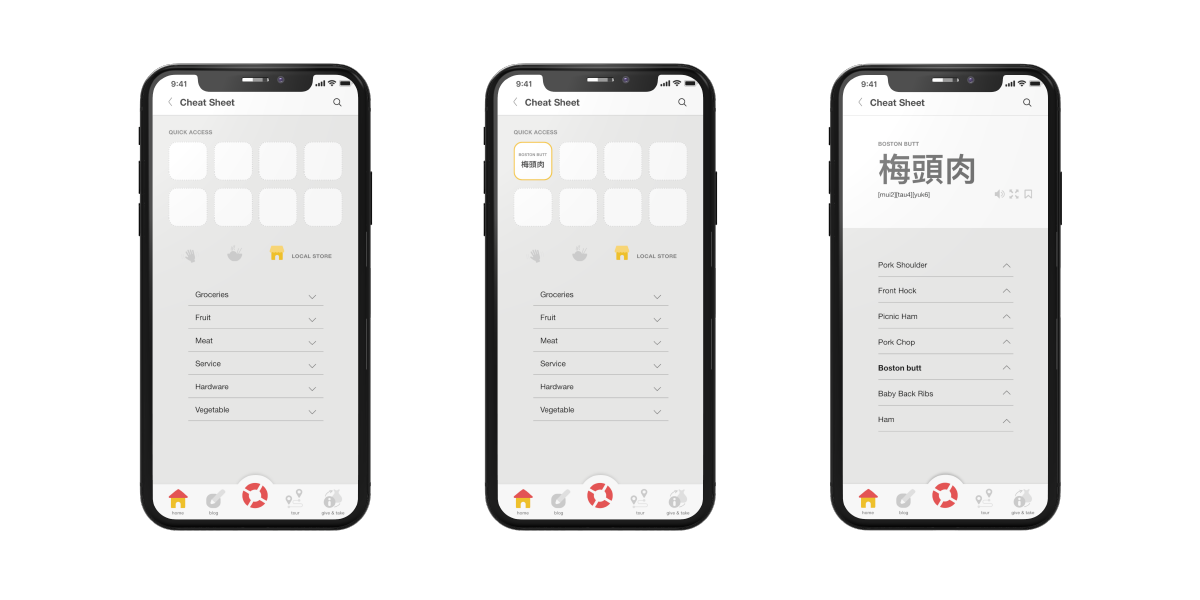 9:41
Cheat Sheet
QUICK ACCESS
LOCAL STORE
Groceries
Fruit
Meat
Service
Hardware
Vegetable
home
blog
tour
give & take
9:41
Cheat Sheet
QUICK ACCESS
BOSTON BUTT
梅頭肉
LOCAL STORE
Groceries
Fruit
Meat
Service
Hardware
Vegetable
home
blog
tour
give & take
9:41
Cheat Sheet
BOSTON BUTT
梅頭肉
[mui2][tau4][yuk6]
Pork Shoulder
Front Hock
Picnic Ham
Pork Chop
Boston butt
Baby Back Ribs
Ham
home
blog
tour
give & take